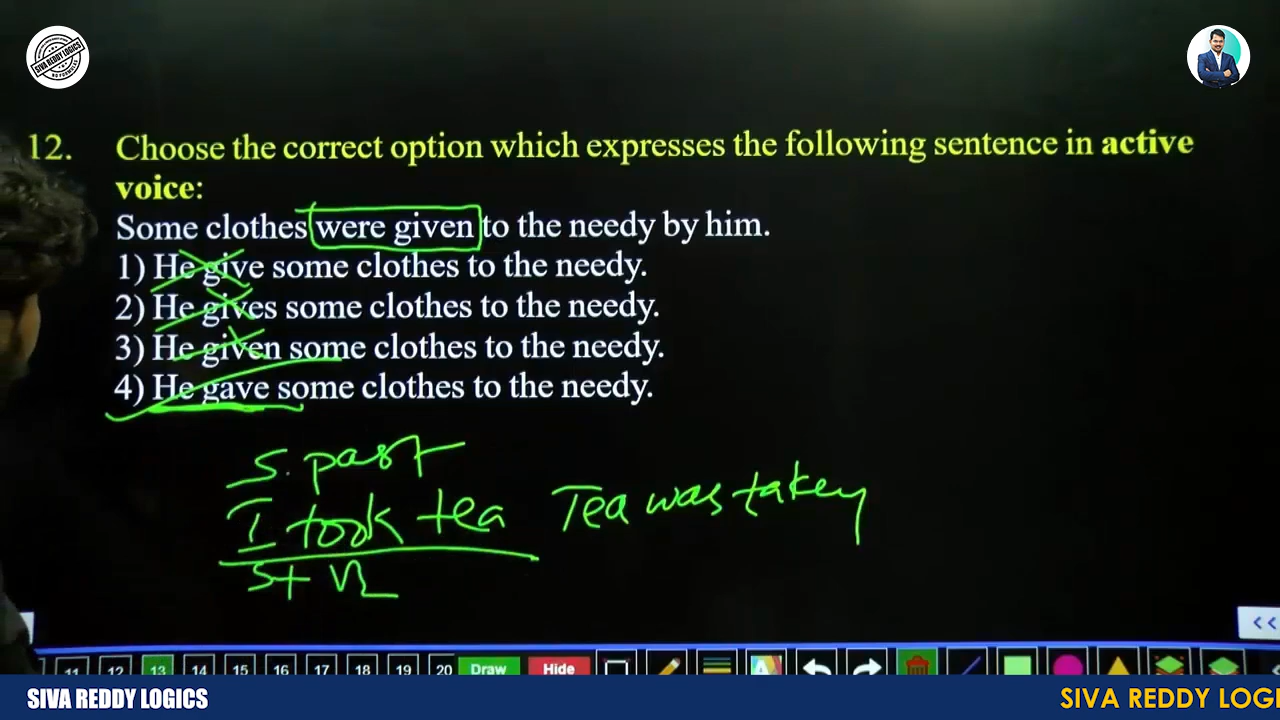 SIVA REDDY LOGICS
12. Choose the correct option which expresses the following sentence in active
voice:
Some clothes were given to the needy by him.
1) He give some clothes to the needy.
2) He gives some clothes to the needy.
3) He given some clothes to the needy.
4) He gave some clothes to the needy.
S. past
I took tea Tea was taken
S+ V2
<<
11 12 13 14 15 16 17 18 19 20 Draw Hide
SIVA REDDY LOGICS SIVA REDDY LOGI